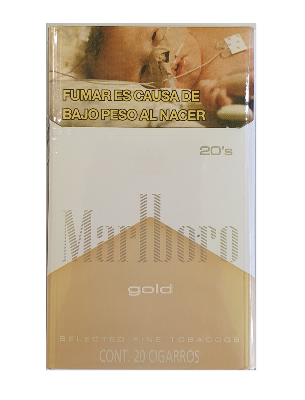 FUMAR ES CAUSA DE
BAJO PESO AL NACER
20's
Marlboro
gold
SELECTED FINE TOBACCOS
CONT. 20 CIGARROS